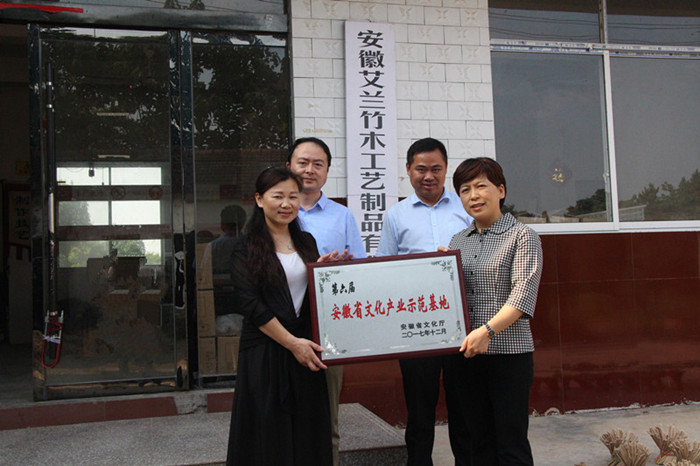 安徽艾兰竹木工艺制品有
第六届
安徽省文化产业示范基地
安徽省文化厅
二〇一七年十二月